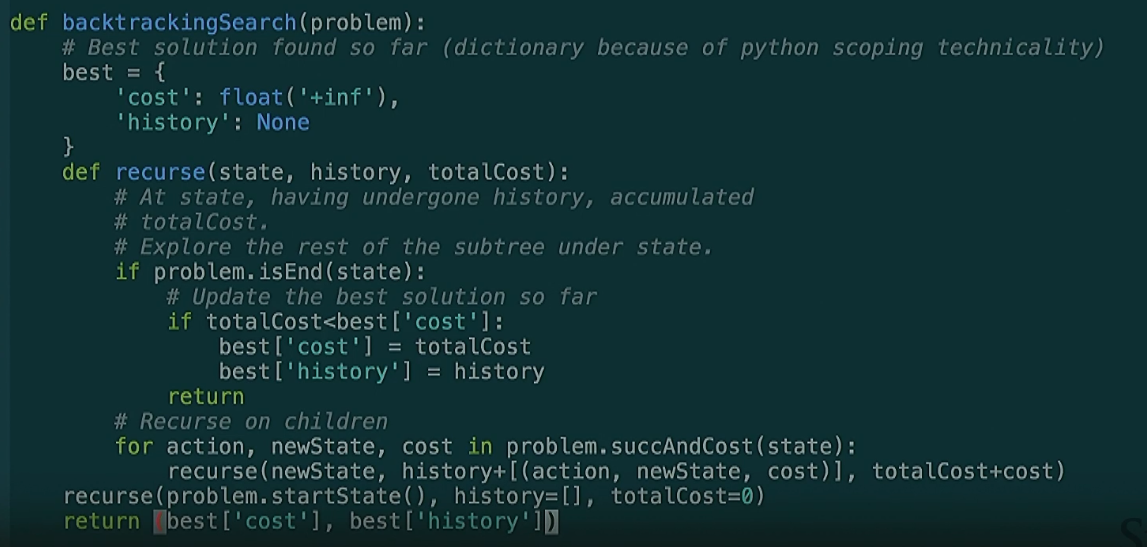 def backtrackingSearch(problem):
    # Best solution found so far (dictionary because of python scoping technicality)
    best = {
        'cost': float('+inf'),
        'history': None
    }
    def recurse(state, history, totalCost):
        # At state, having undergone history, accumulated
        # totalCost.
        # Explore the rest of the subtree under state.
        if problem.isEnd(state):
            # Update the best solution so far
            if totalCost<best['cost']:
                best['cost'] = totalCost
                best['history'] = history
            return
        # Recurse on children
        for action, newState, cost in problem.succAndCost(state):
            recurse(newState, history+[(action, newState, cost)], totalCost+cost)
    recurse(problem.startState(), history=[], totalCost=0)
    return (best['cost'], best['history'])